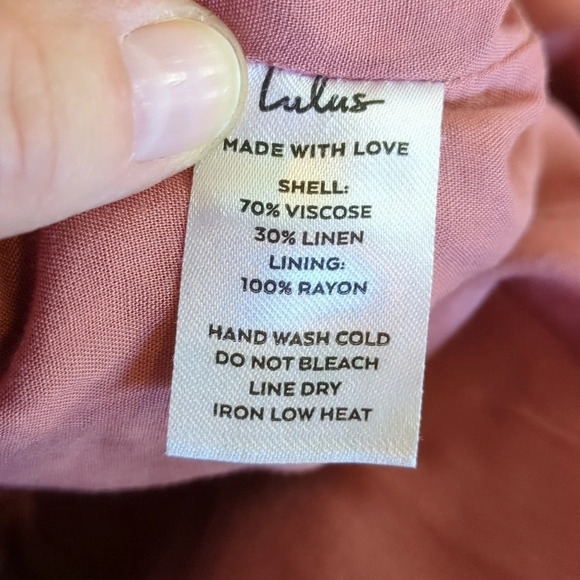 Lulus
MADE WITH LOVE
SHELL:
70% VISCOSE
30% LINEN
LINING:
100% RAYON
HAND WASH COLD
DO NOT BLEACH
LINE DRY
IRON LOW HEAT